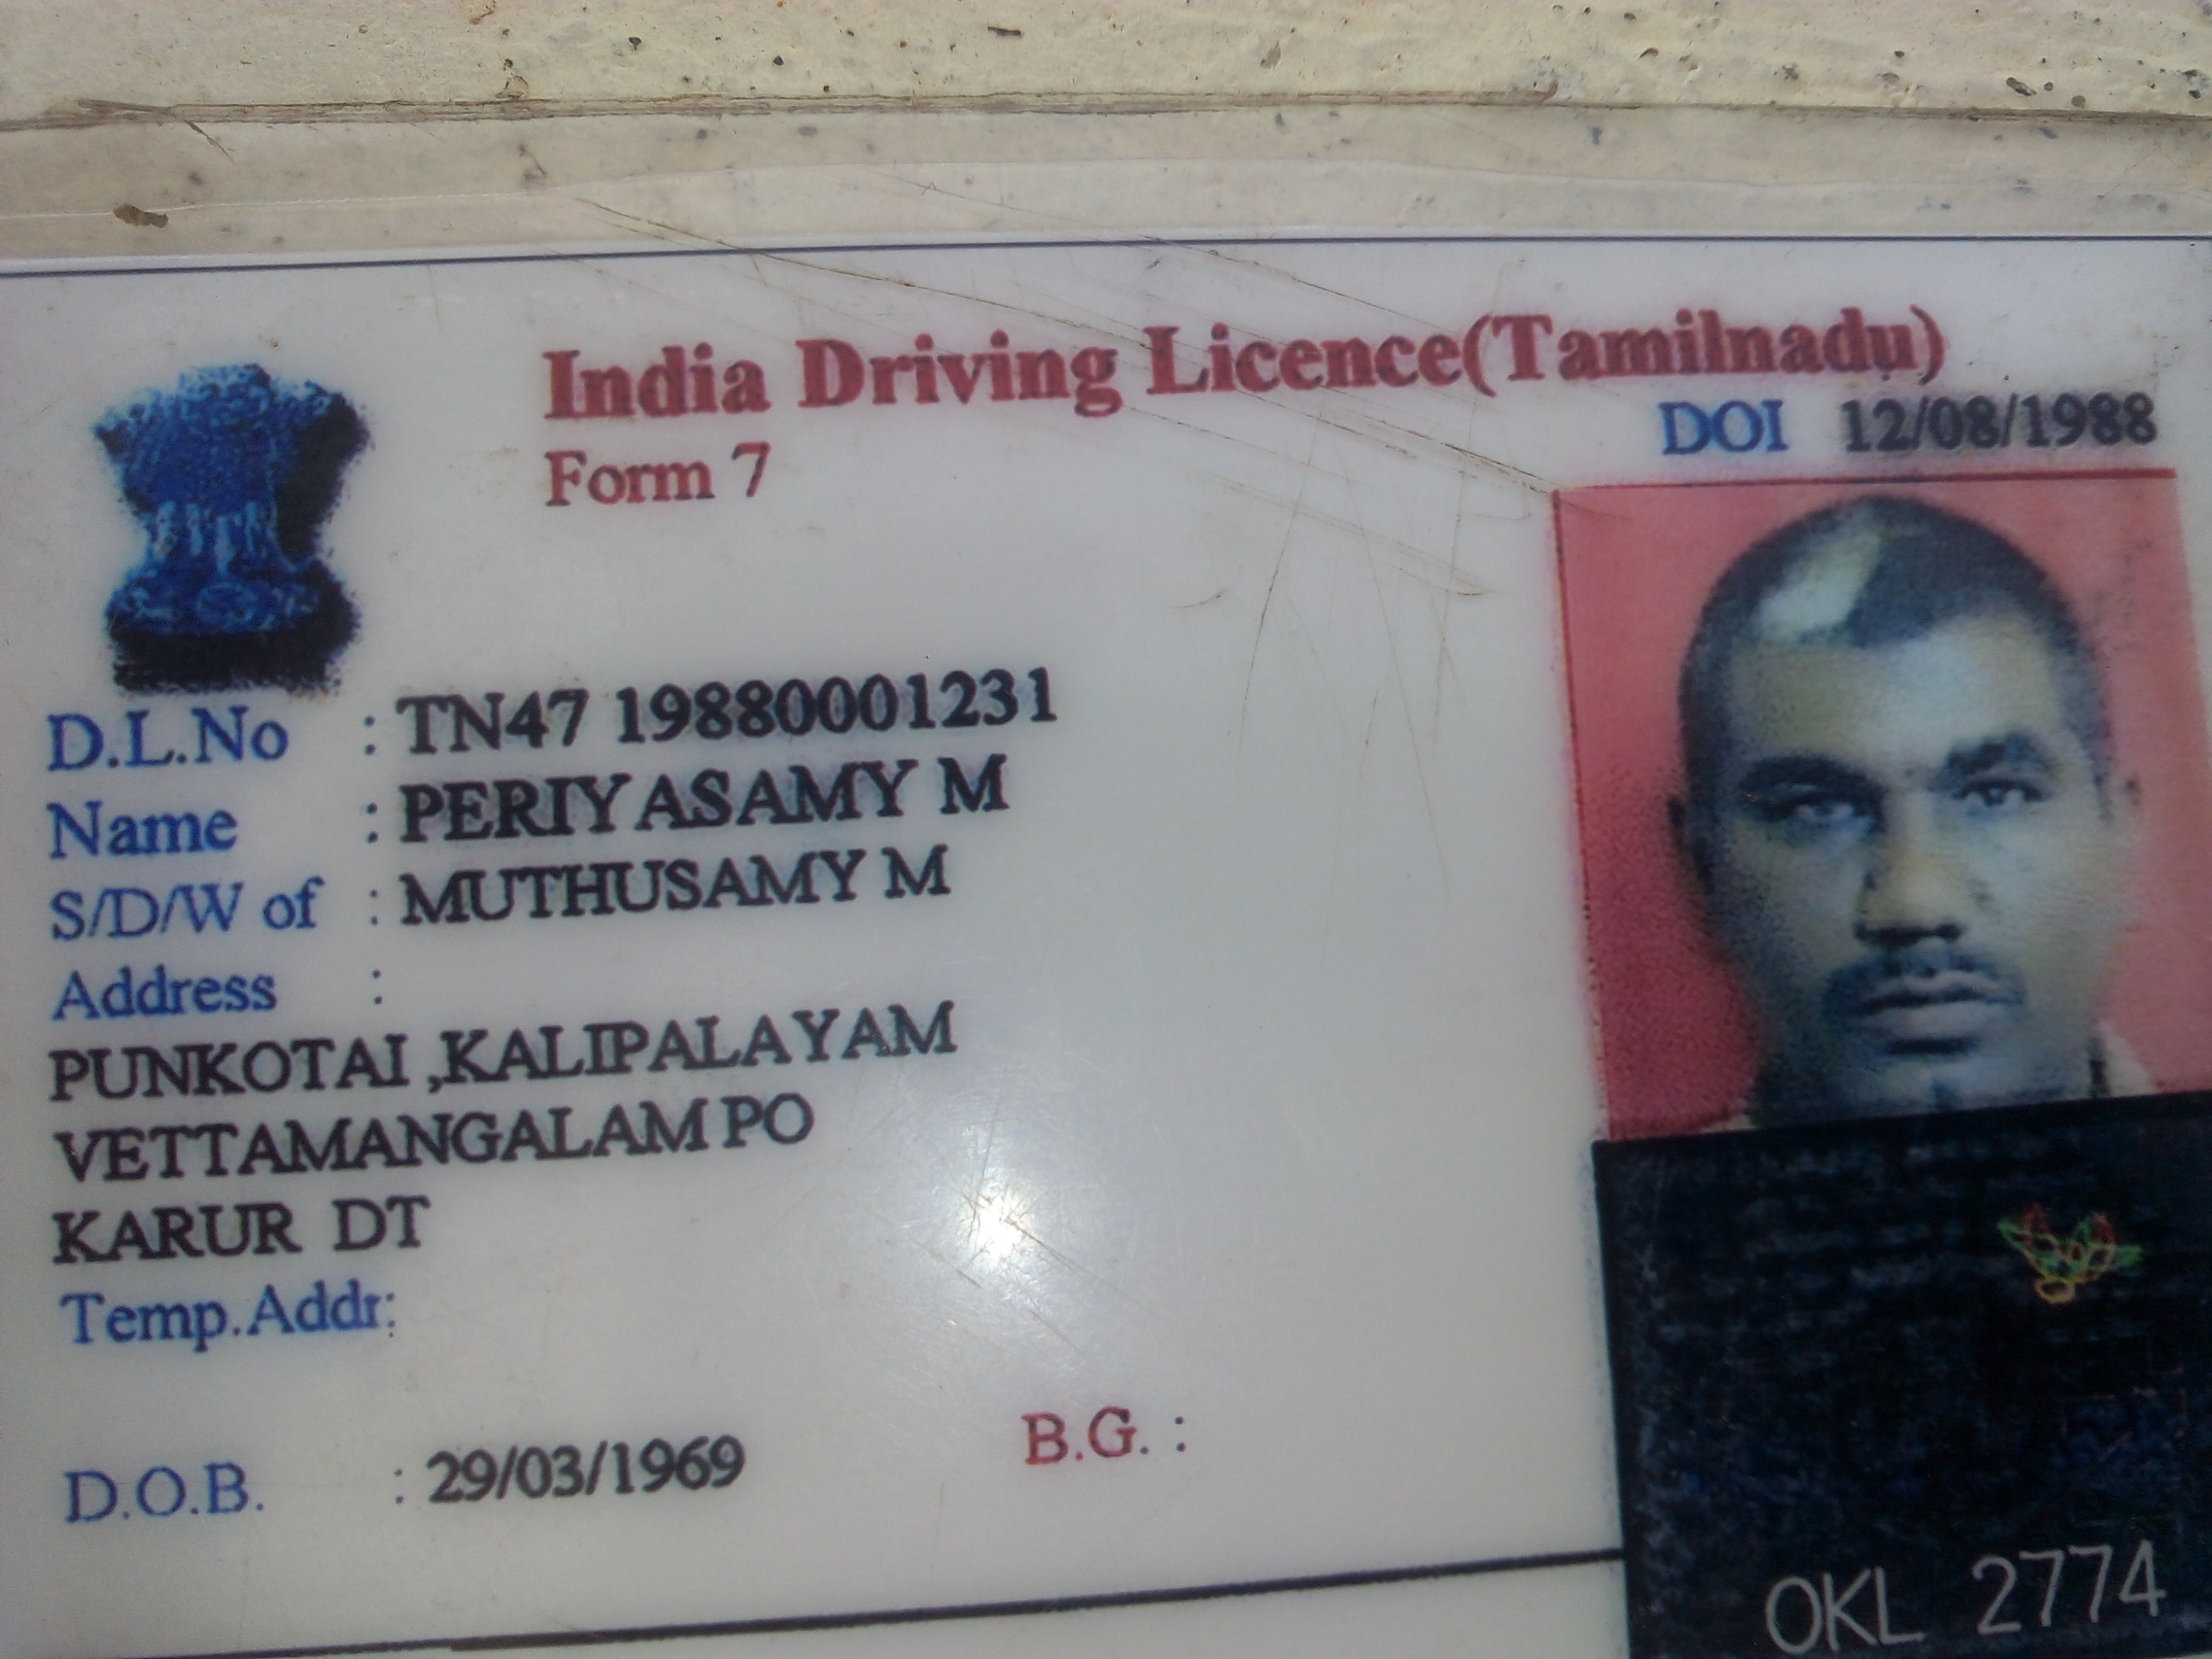 India Driving Licence(Tamilnadu)
Form 7
DOI 12/08/1988
D.L.No : TN47 19880001231
Name : PERIYASAMY M
S/D/W of : MUTHUSAMY M
Address :
PUNKOTAI ,KALIPALAYAM
VETTAMANGALAM PO
KARUR DT
Temp.Addr:
D.O.B. : 29/03/1969
B.G. :
OKL 2774